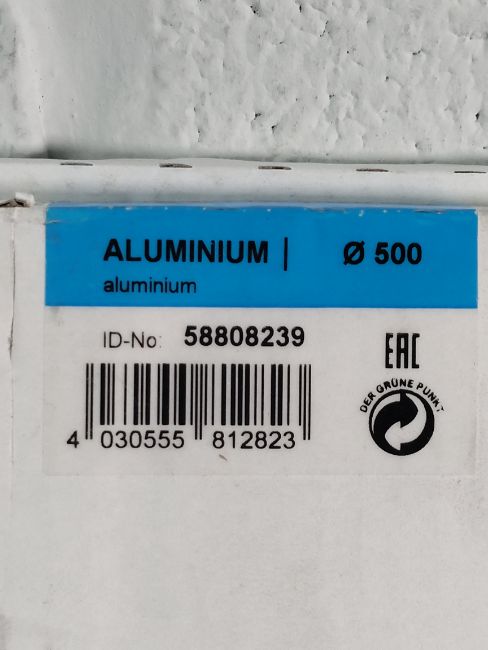 ALUMINIUM | Ø 500
aluminium
ID-No: 58808239
EAC
DER GRÜNE PUNKT
4 030555 812823